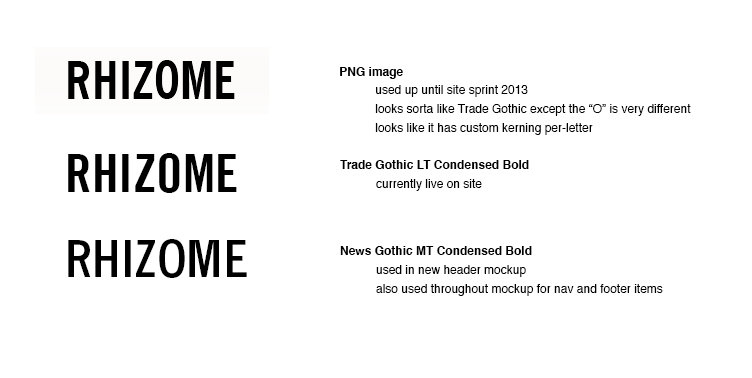 RHIZOME
PNG image
used up until site sprint 2013
looks sorta like Trade Gothic except the “O” is very different
looks like it has custom kerning per-letter
RHIZOME
Trade Gothic LT Condensed Bold
currently live on site
RHIZOME
News Gothic MT Condensed Bold
used in new header mockup
also used throughout mockup for nav and footer items